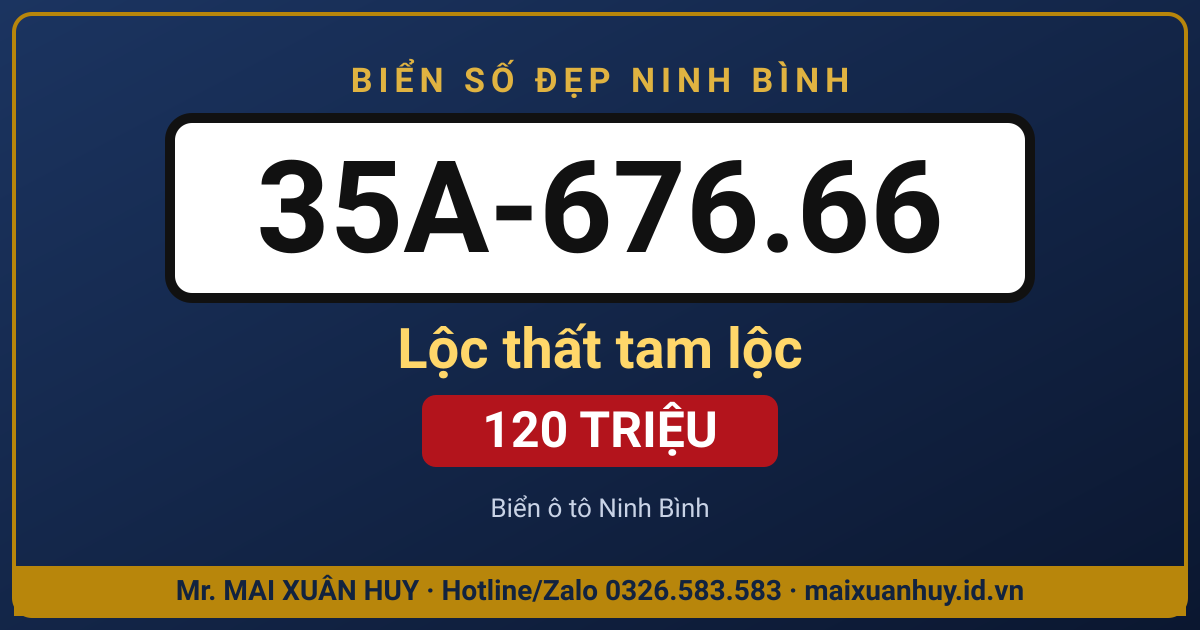 BIỂN SỐ ĐẸP NINH BÌNH
35A-676.66
Lộc thất tam lộc
120 TRIỆU
Biển ô tô Ninh Bình
Mr. MAI XUÂN HUY · Hotline/Zalo 0326.583.583 · maixuanhuy.id.vn